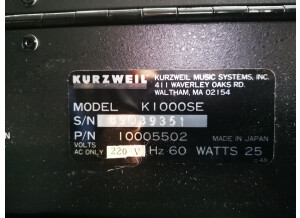 KURZWEIL KURZWEIL MUSIC SYSTEMS, INC.
411 WAVERLEY OAKS RD.
WALTHAM, MA 02154
MODEL K1000SE
S/N 89039351
P/N 10005502 MADE IN JAPAN
VOLTS
AC ONLY 220 V Hz 60 WATTS 25